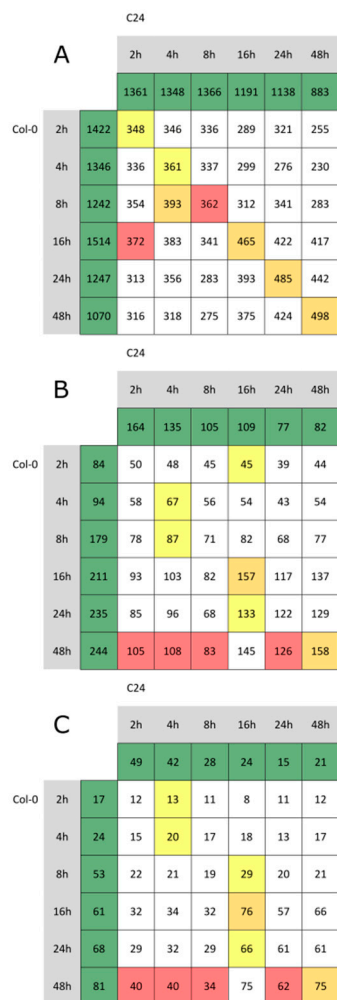 C24
A
2h 4h 8h 16h 24h 48h
1361 1348 1366 1191 1138 883
Col-0 2h 1422 348 346 336 289 321 255
4h 1346 336 361 337 299 276 230
8h 1242 354 393 362 312 341 283
16h 1514 372 383 341 465 422 417
24h 1247 313 356 283 393 485 442
48h 1070 316 318 275 375 424 498
C24
B
2h 4h 8h 16h 24h 48h
164 135 105 109 77 82
Col-0 2h 84 50 48 45 45 39 44
4h 94 58 67 56 54 43 54
8h 179 78 87 71 82 68 77
16h 211 93 103 82 157 117 137
24h 235 85 96 68 133 122 129
48h 244 105 108 83 145 126 158
C24
C
2h 4h 8h 16h 24h 48h
49 42 28 24 15 21
Col-0 2h 17 12 13 11 8 11 12
4h 24 15 20 17 18 13 17
8h 53 22 21 19 29 20 21
16h 61 32 34 32 76 57 66
24h 68 29 32 29 66 61 61
48h 81 40 40 34 75 62 75